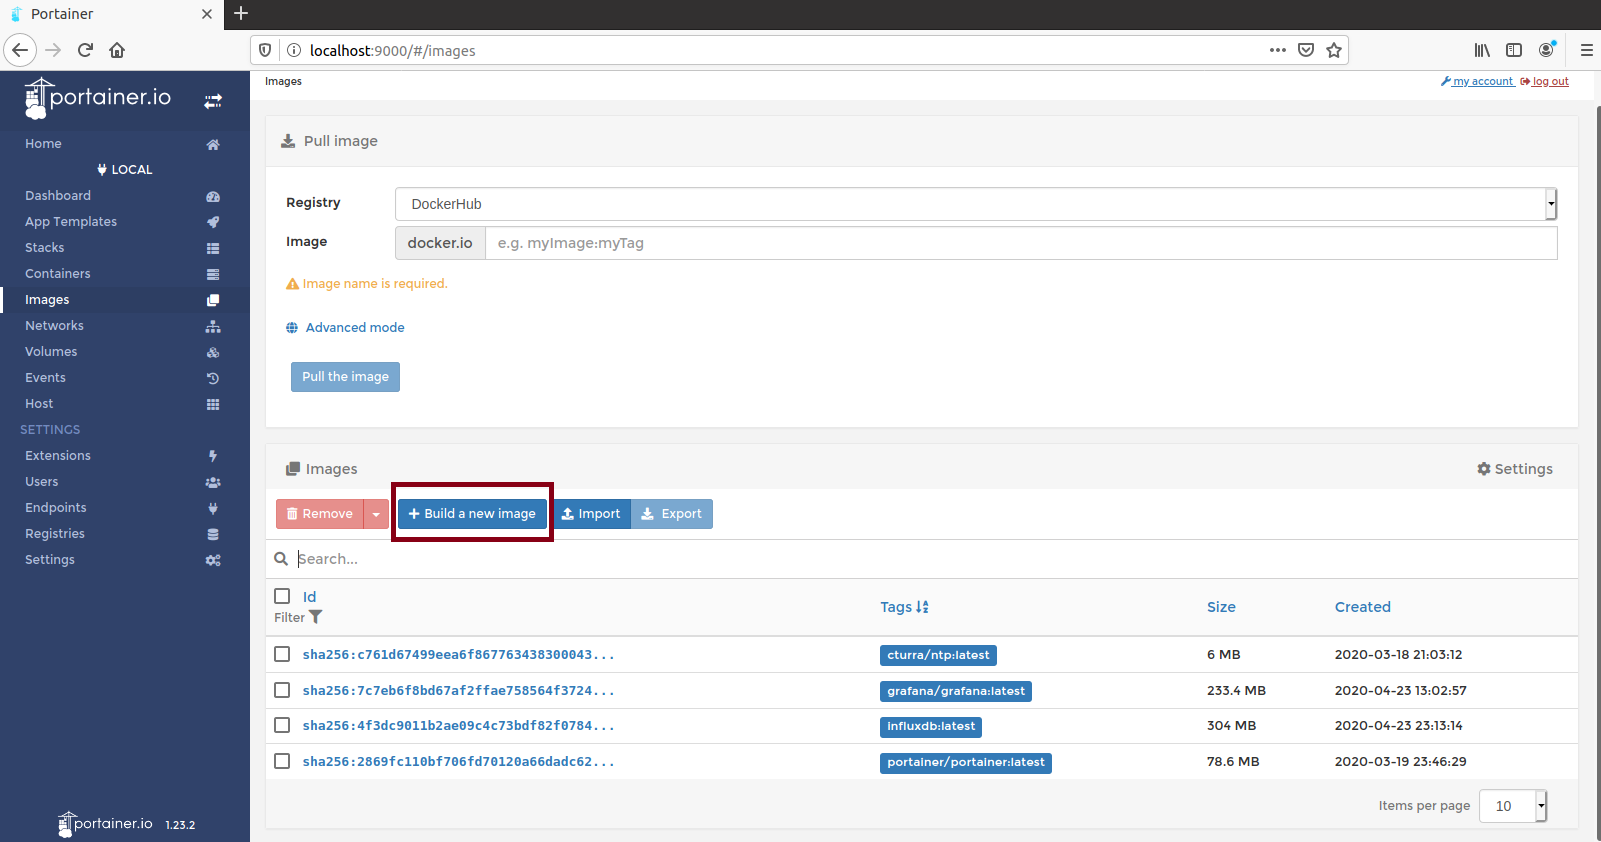 Portainer
localhost:9000/#/images
portainer.io
Images
my account log out
Home
LOCAL
Dashboard
App Templates
Stacks
Containers
Images
Networks
Volumes
Events
Host
SETTINGS
Extensions
Users
Endpoints
Registries
Settings
portainer.io 1.23.2
Pull image
Registry DockerHub
Image docker.io e.g. myImage:myTag
Image name is required.
Advanced mode
Pull the image
Images Settings
Remove Build a new image Import Export
Search...
Id Tags Size Created
Filter
sha256:c761d67499eea6f867763438300043... cturra/ntp:latest 6 MB 2020-03-18 21:03:12
sha256:7c7eb6f8bd67af2ffae758564f3724... grafana/grafana:latest 233.4 MB 2020-04-23 13:02:57
sha256:4f3dc9011b2ae09c4c73bdf82f0784... influxdb:latest 304 MB 2020-04-23 23:13:14
sha256:2869fc110bf706fd70120a66dadc62... portainer/portainer:latest 78.6 MB 2020-03-19 23:46:29
Items per page 10